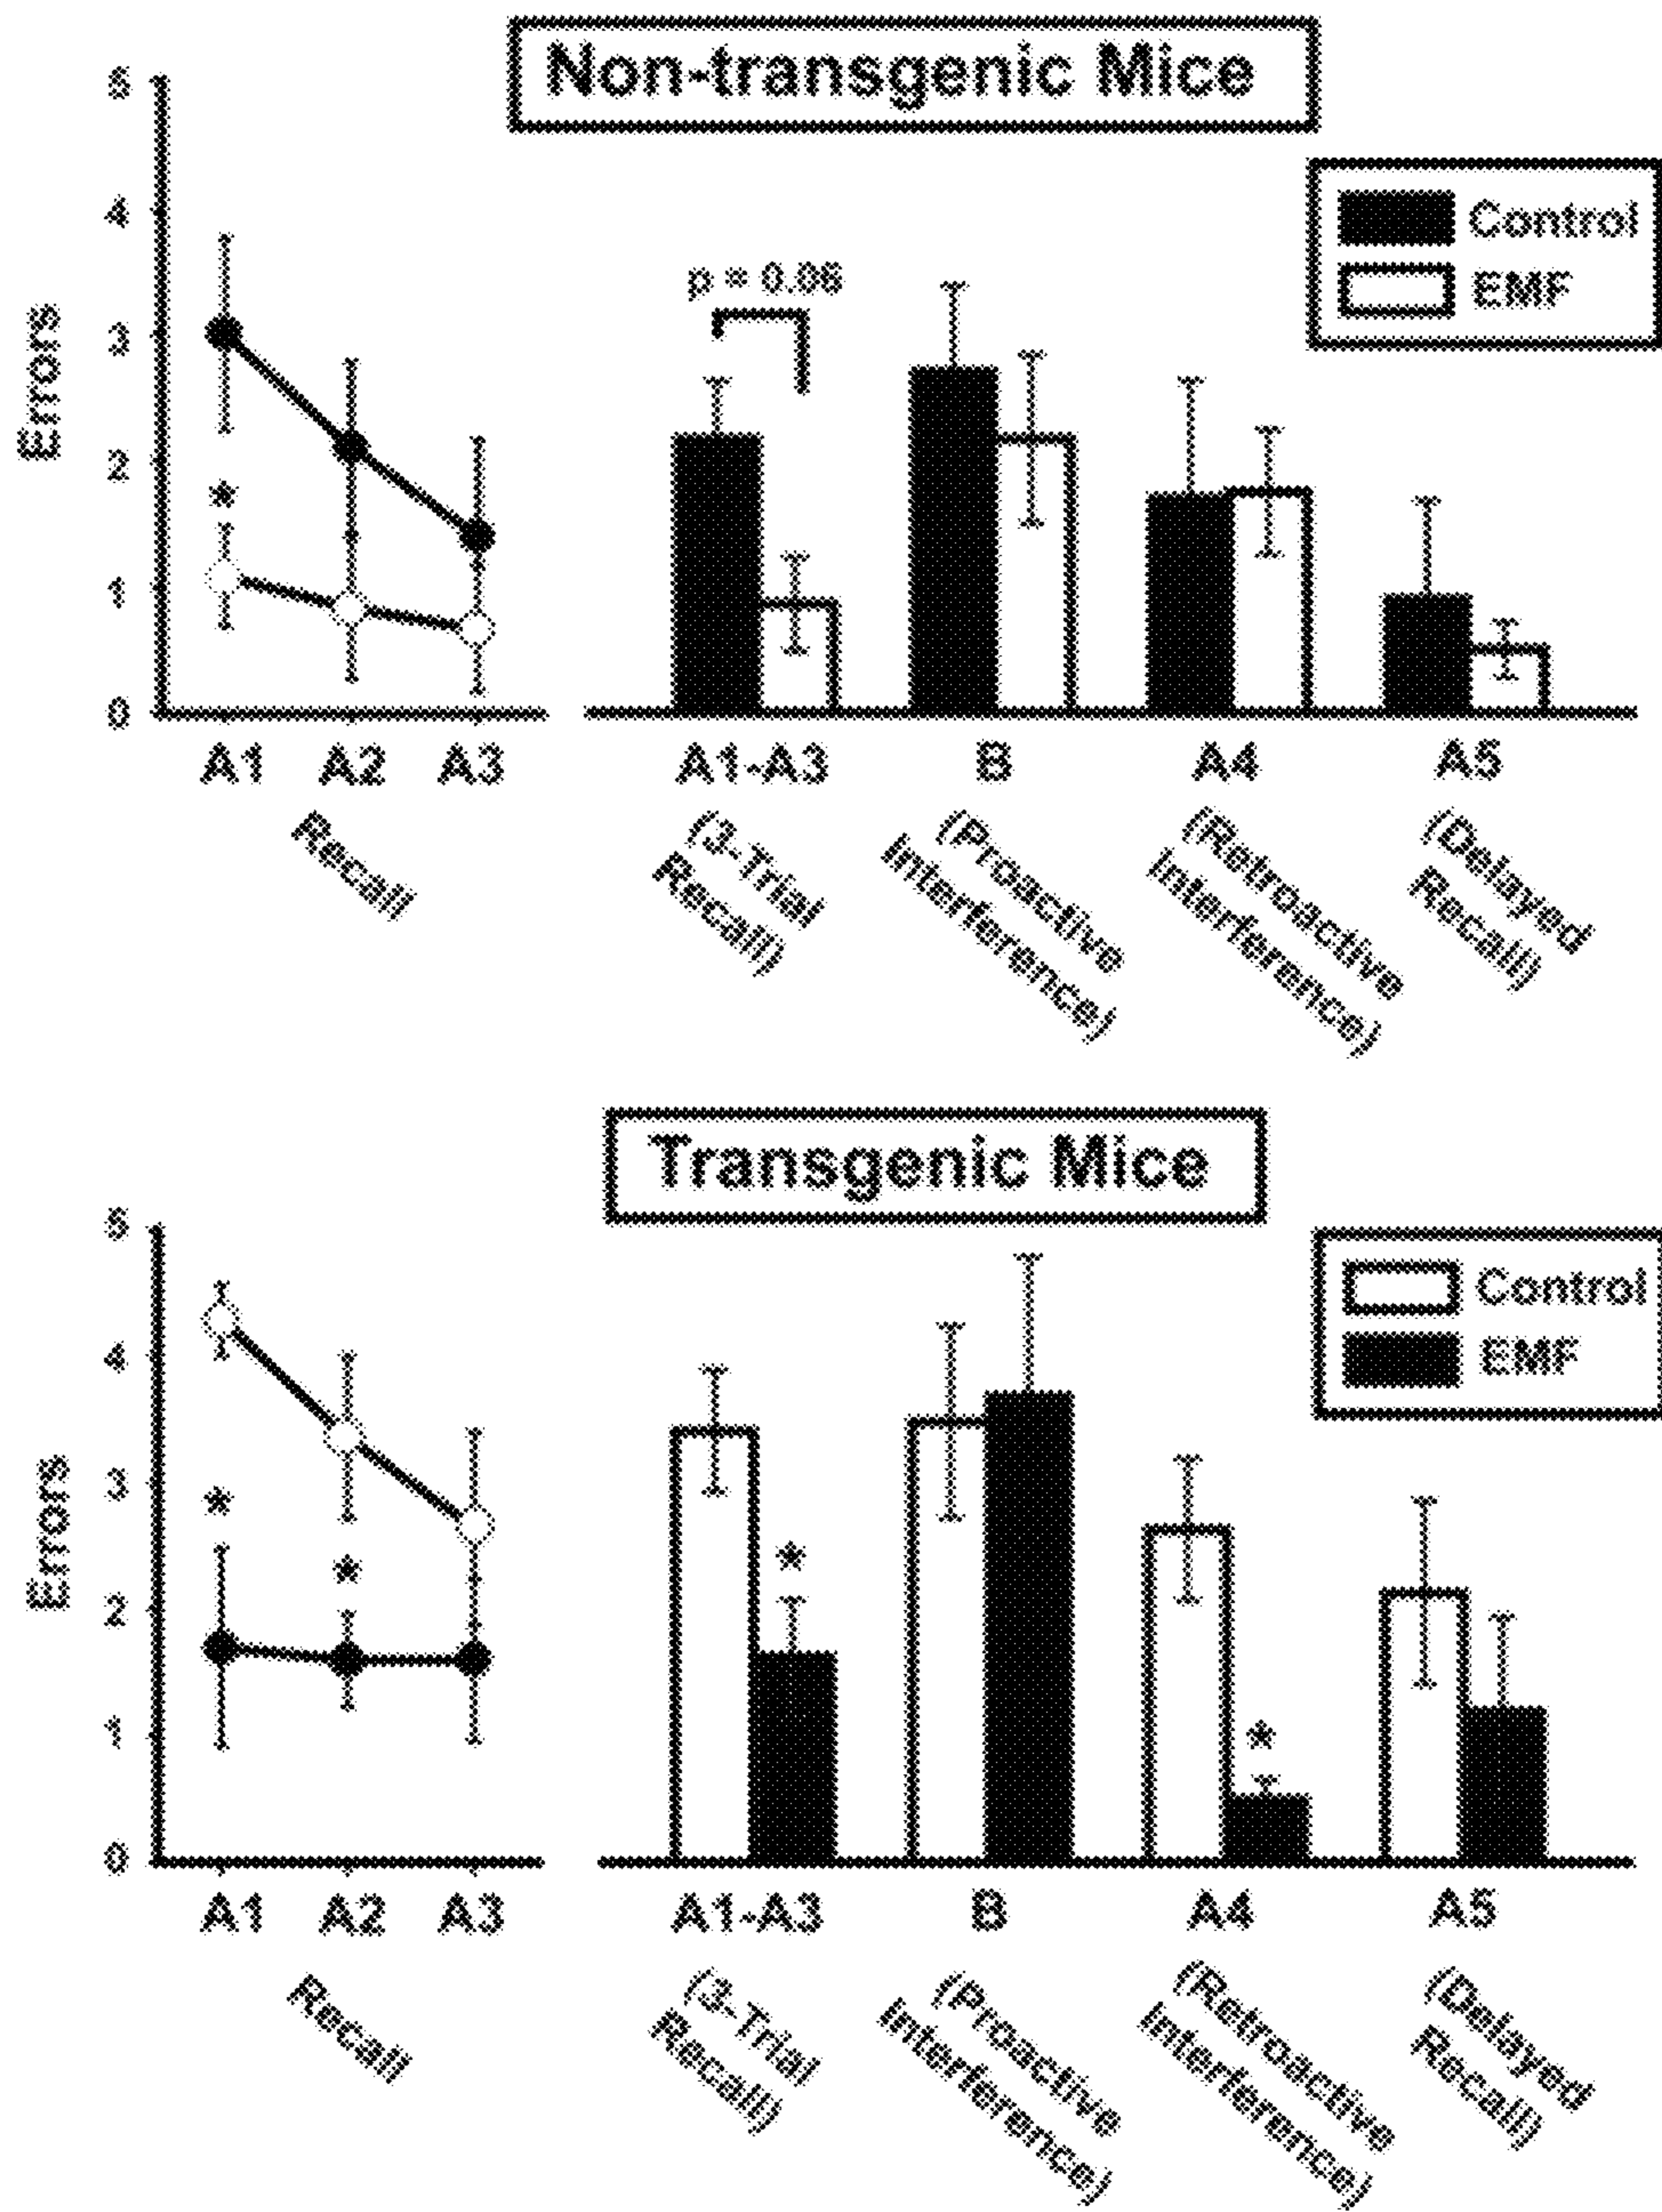 Non-transgenic Mice
Control
EMF
Errors
5
4
3
2
1
0
*
p = 0.06
A1 A2 A3
Recall
A1-A3 B A4 A5
(3-Trial
Recall)
(Proactive
Interference)
(Retroactive
Interference)
(Delayed
Recall)
Transgenic Mice
Control
EMF
Errors
5
4
3
2
1
0
*
*
*
*
A1 A2 A3
Recall
A1-A3 B A4 A5
(3-Trial
Recall)
(Proactive
Interference)
(Retroactive
Interference)
(Delayed
Recall)